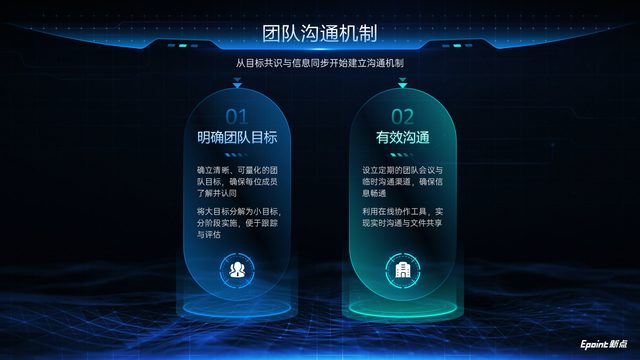 团队沟通机制
从目标共识与信息同步开始建立沟通机制
01
明确团队目标
确立清晰、可量化的团
队目标，确保每位成员
了解并认同
将大目标分解为小目标，
分阶段实施，便于跟踪
与评估
02
有效沟通
设立定期的团队会议与
临时沟通渠道，确保信
息畅通
利用在线协作工具，实
现实时沟通与文件共享
Epoint 新点